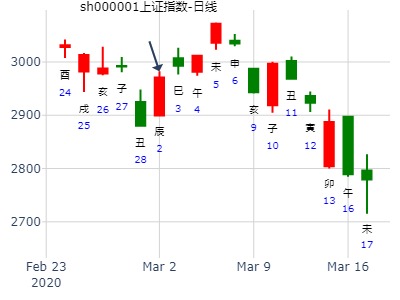 sh000001上证指数-日线
3000
2900
2800
2700
酉
24
戌
25
亥
26
子
27
丑
28
辰
2
巳
3
午
4
未
5
申
6
亥
9
子
10
丑
11
寅
12
卯
13
午
16
未
17
Feb 23
2020
Mar 2
Mar 9
Mar 16